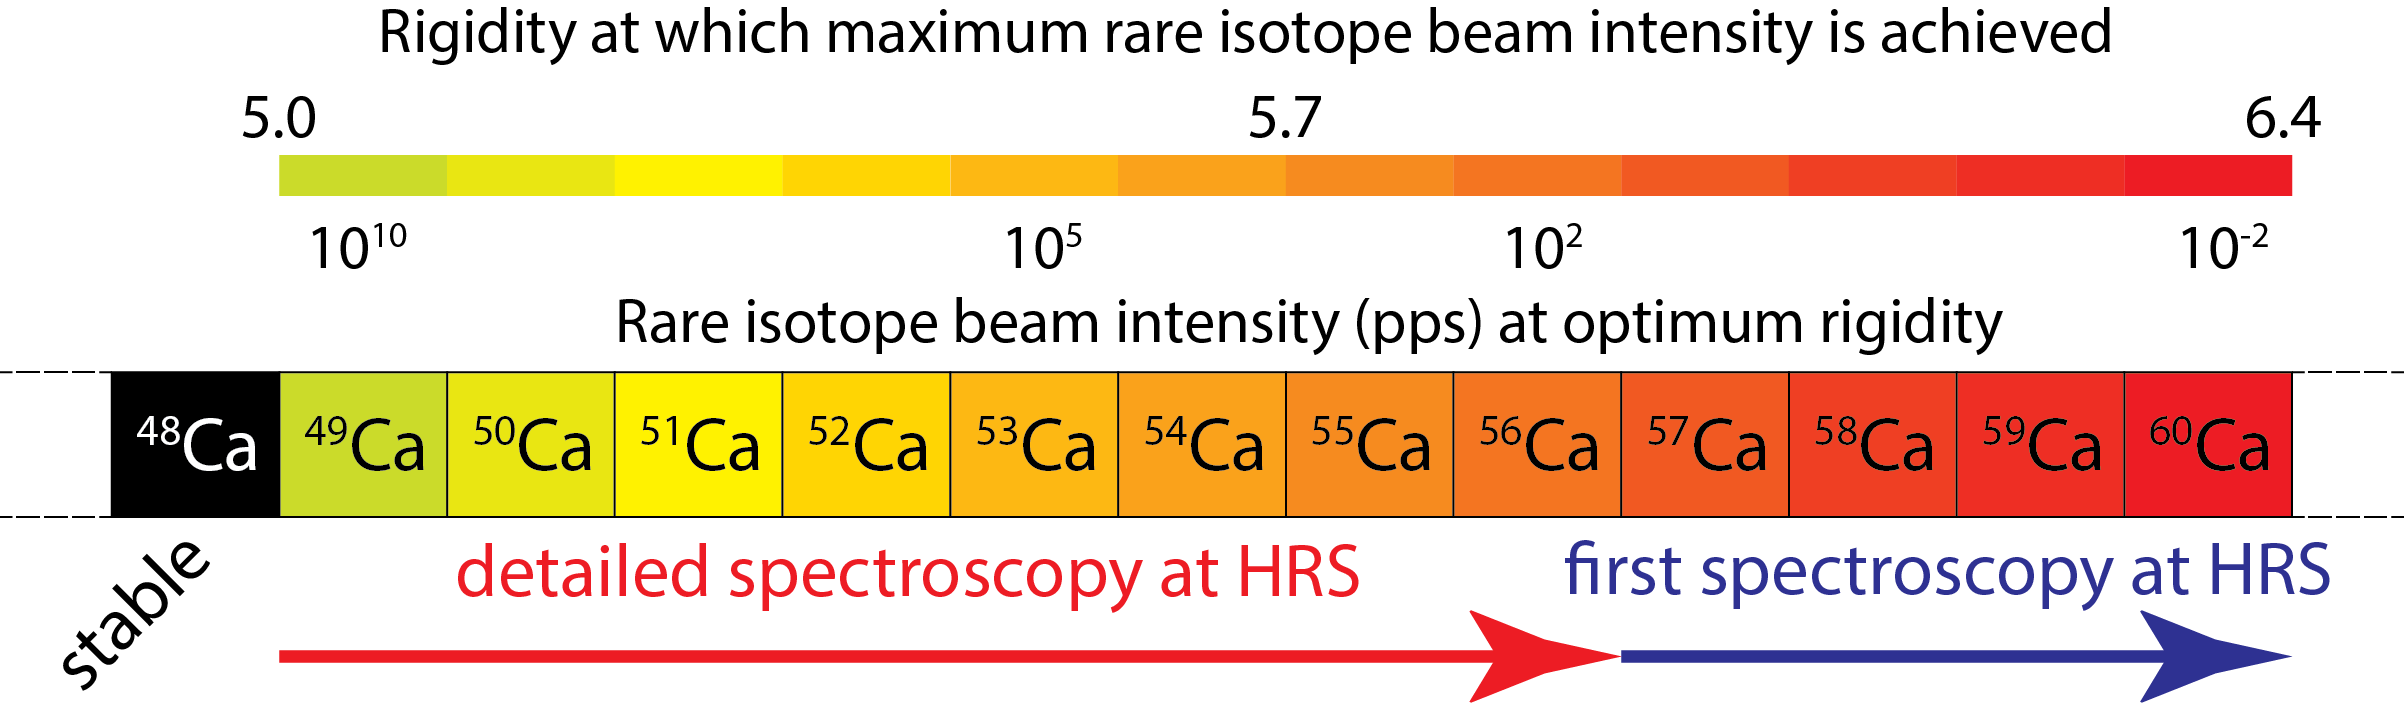 Rigidity at which maximum rare isotope beam intensity is achieved
5.0 5.7 6.4
10¹⁰ 10⁵ 10² 10⁻²
Rare isotope beam intensity (pps) at optimum rigidity
⁴⁸Ca ⁴⁹Ca ⁵⁰Ca ⁵¹Ca ⁵²Ca ⁵³Ca ⁵⁴Ca ⁵⁵Ca ⁵⁶Ca ⁵⁷Ca ⁵⁸Ca ⁵⁹Ca ⁶⁰Ca
stable
detailed spectroscopy at HRS
first spectroscopy at HRS